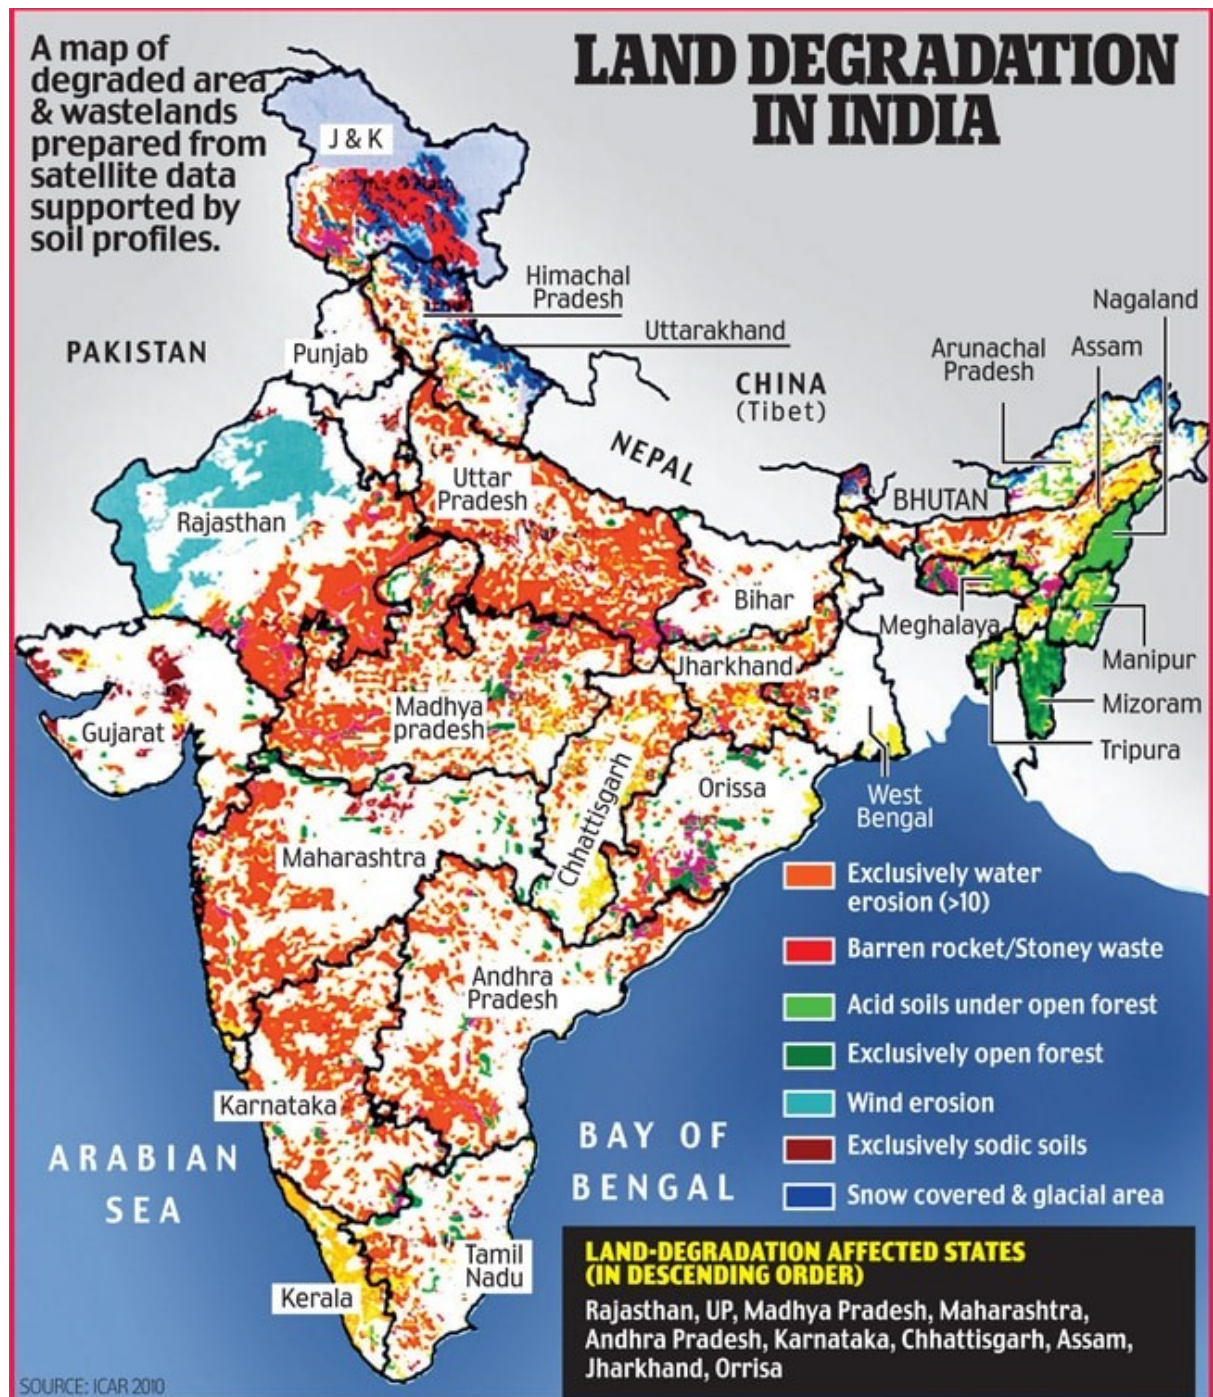 A map of
degraded area
& wastelands
prepared from
satellite data
supported by
soil profiles.
LAND DEGRADATION
IN INDIA
J & K
Himachal
Pradesh
Uttarakhand
Nagaland
Arunachal
Pradesh
Assam
PAKISTAN
Punjab
CHINA
(Tibet)
NEPAL
BHUTAN
Uttar
Pradesh
Rajasthan
Bihar
Meghalaya
Manipur
Jharkhand
Mizoram
Madhya
pradesh
Gujarat
Tripura
Chhattisgarh
Orissa
West
Bengal
Maharashtra
Andhra
Pradesh
Karnataka
ARABIAN
SEA
BAY OF
BENGAL
Tamil
Nadu
Kerala
Exclusively water
erosion (>10)
Barren rocket/Stoney waste
Acid soils under open forest
Exclusively open forest
Wind erosion
Exclusively sodic soils
Snow covered & glacial area
LAND-DEGRADATION AFFECTED STATES
(IN DESCENDING ORDER)
Rajasthan, UP, Madhya Pradesh, Maharashtra,
Andhra Pradesh, Karnataka, Chhattisgarh, Assam,
Jharkhand, Orrisa
SOURCE: ICAR 2010